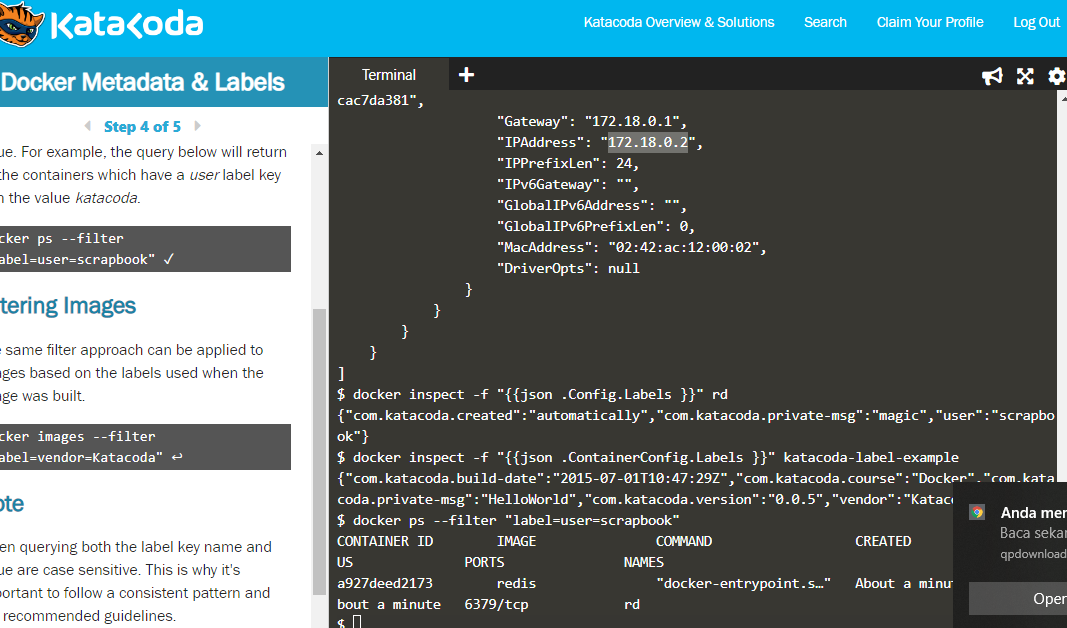 KataKoda
Katacoda Overview & Solutions Search Claim Your Profile Log Out
Docker Metadata & Labels
Step 4 of 5
ue. For example, the query below will return
the containers which have a user label key
n the value katacoda.
cker ps --filter
abel=user=scrapbook" ✓
tering Images
same filter approach can be applied to
ages based on the labels used when the
age was built.
cker images --filter
abel=vendor=Katacoda" ↩
ote
en querying both the label key name and
ue are case sensitive. This is why it's
portant to follow a consistent pattern and
recommended guidelines.
Terminal +
cac7da381",
"Gateway": "172.18.0.1",
"IPAddress": "172.18.0.2",
"IPPrefixLen": 24,
"IPv6Gateway": "",
"GlobalIPv6Address": "",
"GlobalIPv6PrefixLen": 0,
"MacAddress": "02:42:ac:12:00:02",
"DriverOpts": null
}
}
}
}
]
$ docker inspect -f "{{json .Config.Labels }}" rd
{"com.katacoda.created":"automatically","com.katacoda.private-msg":"magic","user":"scrapbo
ok"}
$ docker inspect -f "{{json .ContainerConfig.Labels }}" katacoda-label-example
{"com.katacoda.build-date":"2015-07-01T10:47:29Z","com.katacoda.course":"Docker","com.kata
coda.private-msg":"HelloWorld","com.katacoda.version":"0.0.5","vendor":"Katac
$ docker ps --filter "label=user=scrapbook"
CONTAINER ID IMAGE COMMAND CREATED
US PORTS NAMES
a927deed2173 redis "docker-entrypoint.s…" About a minu
bout a minute 6379/tcp rd
$
Anda mer
Baca sekar
qpdownload
Oper